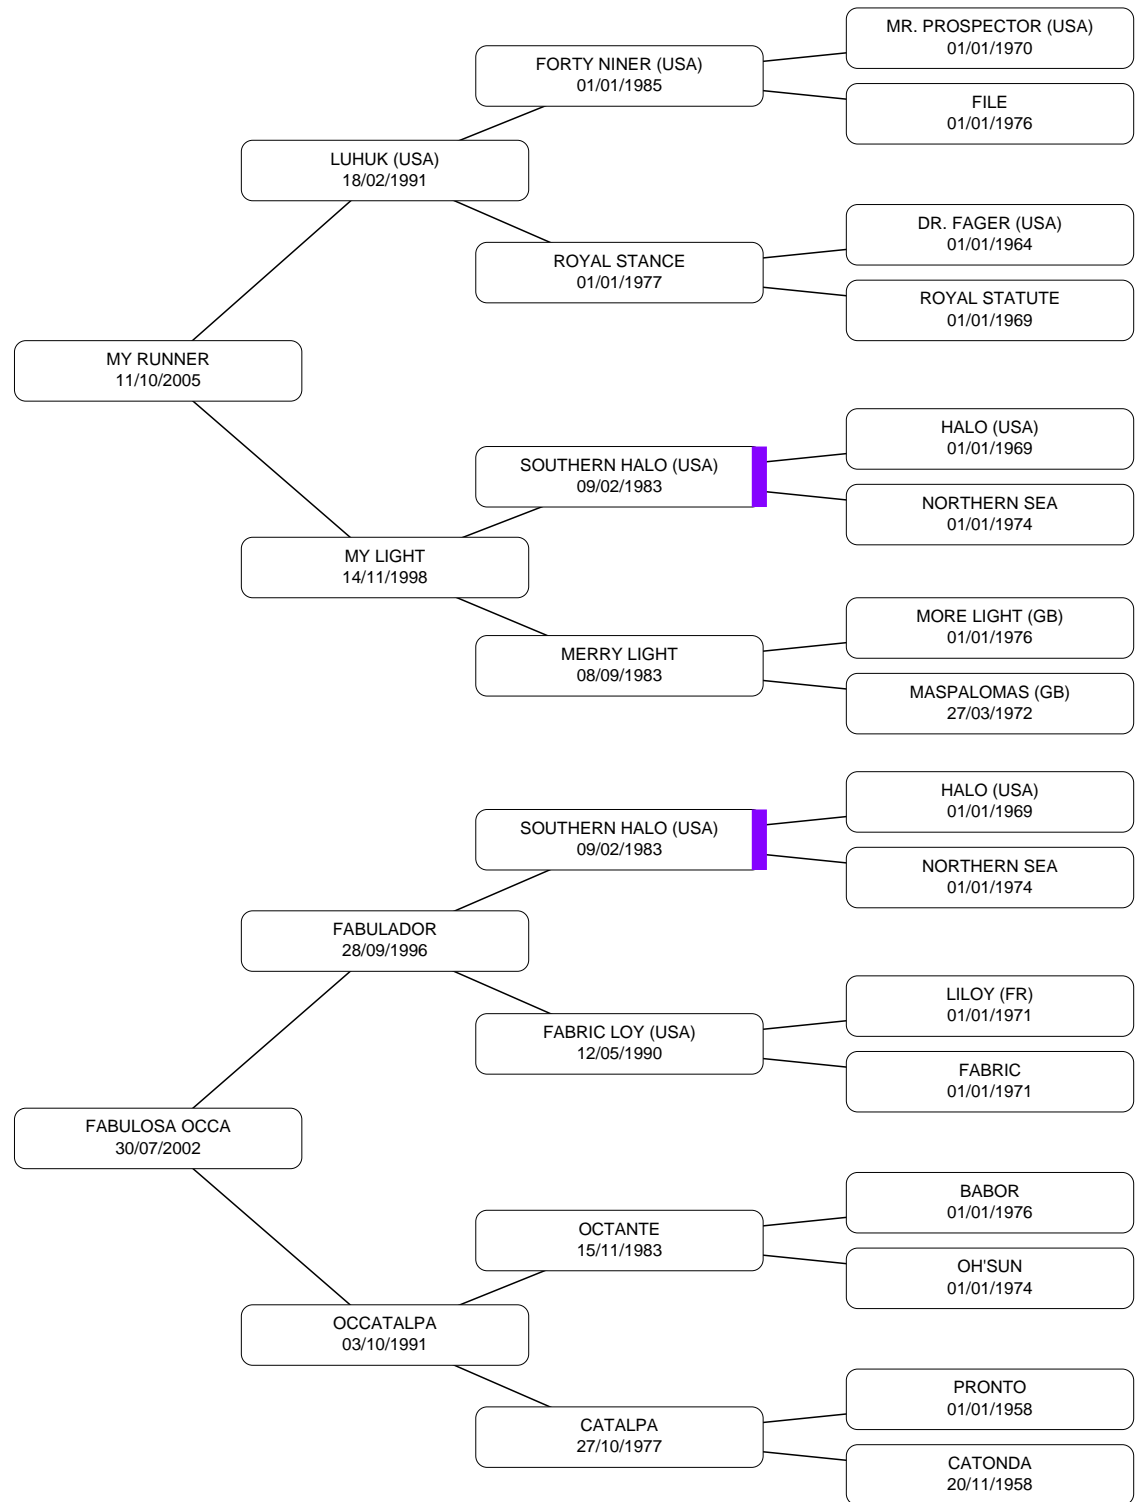 MR. PROSPECTOR (USA)
01/01/1970
FORTY NINER (USA)
01/01/1985
FILE
01/01/1976
LUHUK (USA)
18/02/1991
DR. FAGER (USA)
01/01/1964
ROYAL STANCE
01/01/1977
ROYAL STATUTE
01/01/1969
MY RUNNER
11/10/2005
HALO (USA)
01/01/1969
SOUTHERN HALO (USA)
09/02/1983
NORTHERN SEA
01/01/1974
MY LIGHT
14/11/1998
MORE LIGHT (GB)
01/01/1976
MERRY LIGHT
08/09/1983
MASPALOMAS (GB)
27/03/1972
HALO (USA)
01/01/1969
SOUTHERN HALO (USA)
09/02/1983
NORTHERN SEA
01/01/1974
FABULADOR
28/09/1996
LILOY (FR)
01/01/1971
FABRIC LOY (USA)
12/05/1990
FABRIC
01/01/1971
FABULOSA OCCA
30/07/2002
BABOR
01/01/1976
OCTANTE
15/11/1983
OH'SUN
01/01/1974
OCCATALPA
03/10/1991
PRONTO
01/01/1958
CATALPA
27/10/1977
CATONDA
20/11/1958